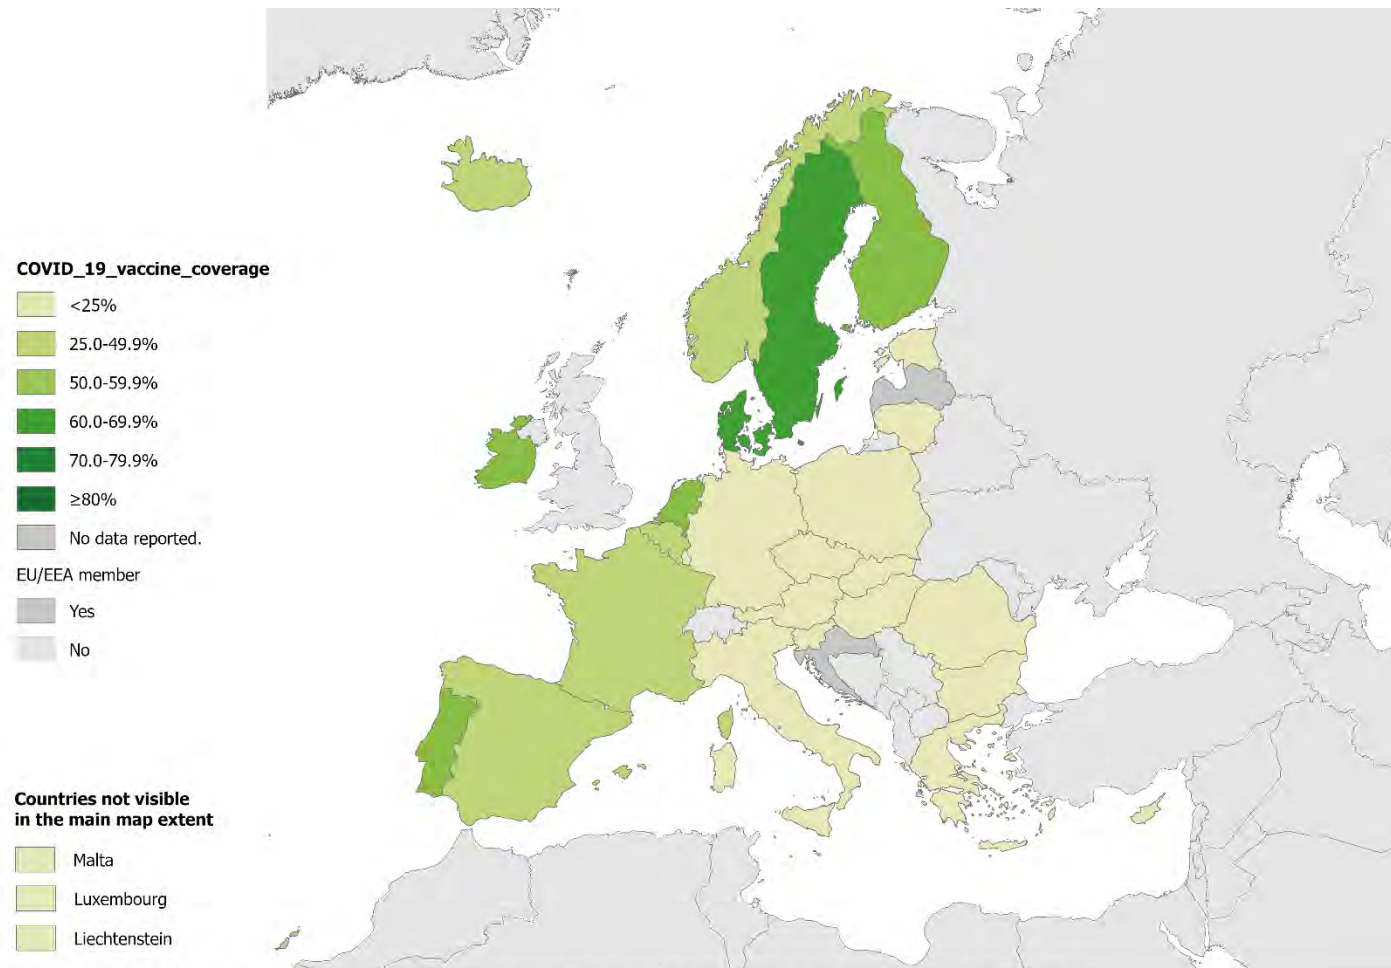 COVID_19_vaccine_coverage
<25%
25.0-49.9%
50.0-59.9%
60.0-69.9%
70.0-79.9%
≥80%
No data reported.
EU/EEA member
Yes
No
Countries not visible
in the main map extent
Malta
Luxembourg
Liechtenstein